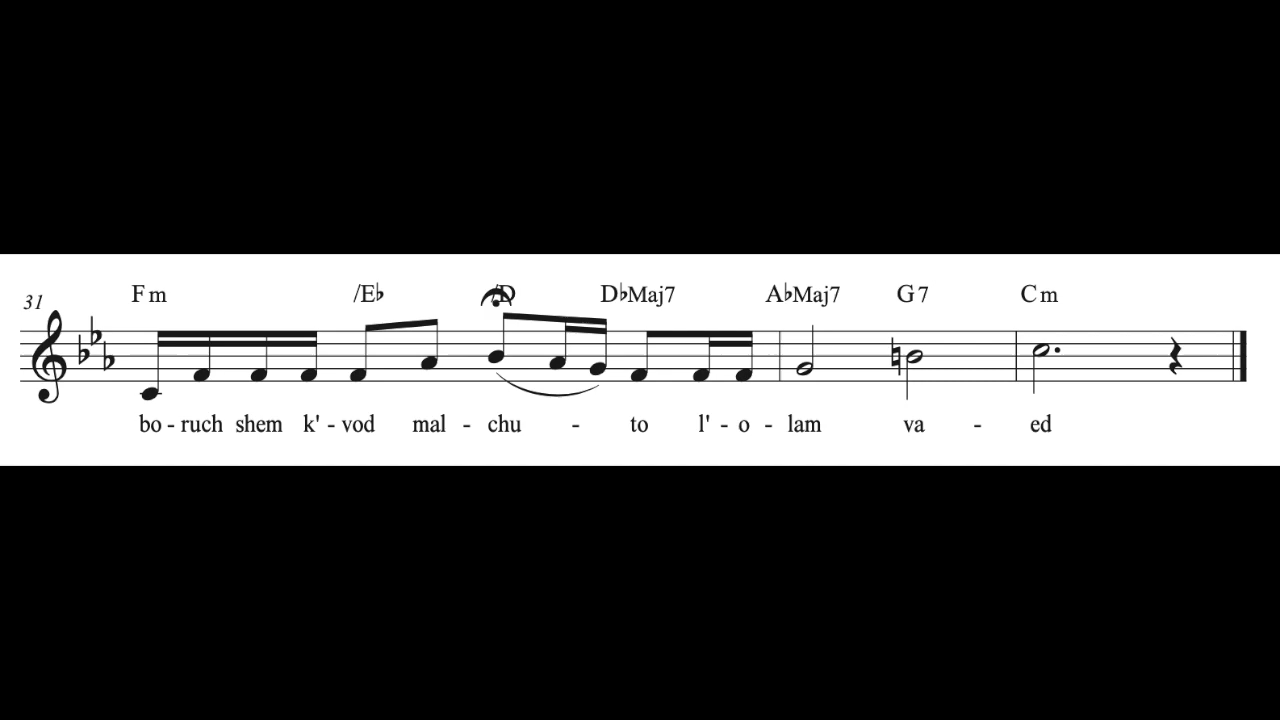 31 Fm /E♭ /D D♭Maj7 A♭Maj7 G7 Cm
bo - ruch shem k' - vod mal - chu - to l' - o - lam va - ed